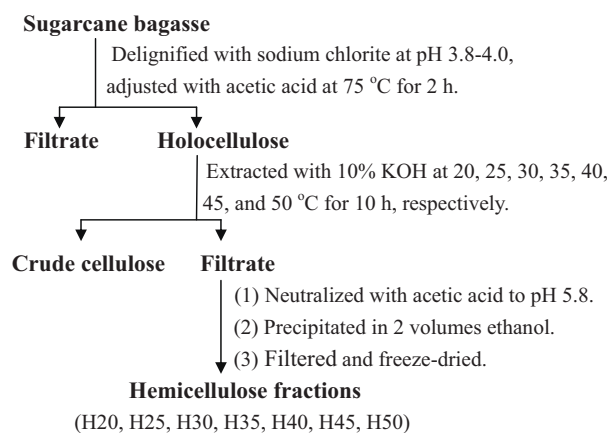 Sugarcane bagasse
Delignified with sodium chlorite at pH 3.8-4.0,
adjusted with acetic acid at 75 °C for 2 h.
Filtrate Holocellulose
Extracted with 10% KOH at 20, 25, 30, 35, 40,
45, and 50 °C for 10 h, respectively.
Crude cellulose Filtrate
(1) Neutralized with acetic acid to pH 5.8.
(2) Precipitated in 2 volumes ethanol.
(3) Filtered and freeze-dried.
Hemicellulose fractions
(H20, H25, H30, H35, H40, H45, H50)